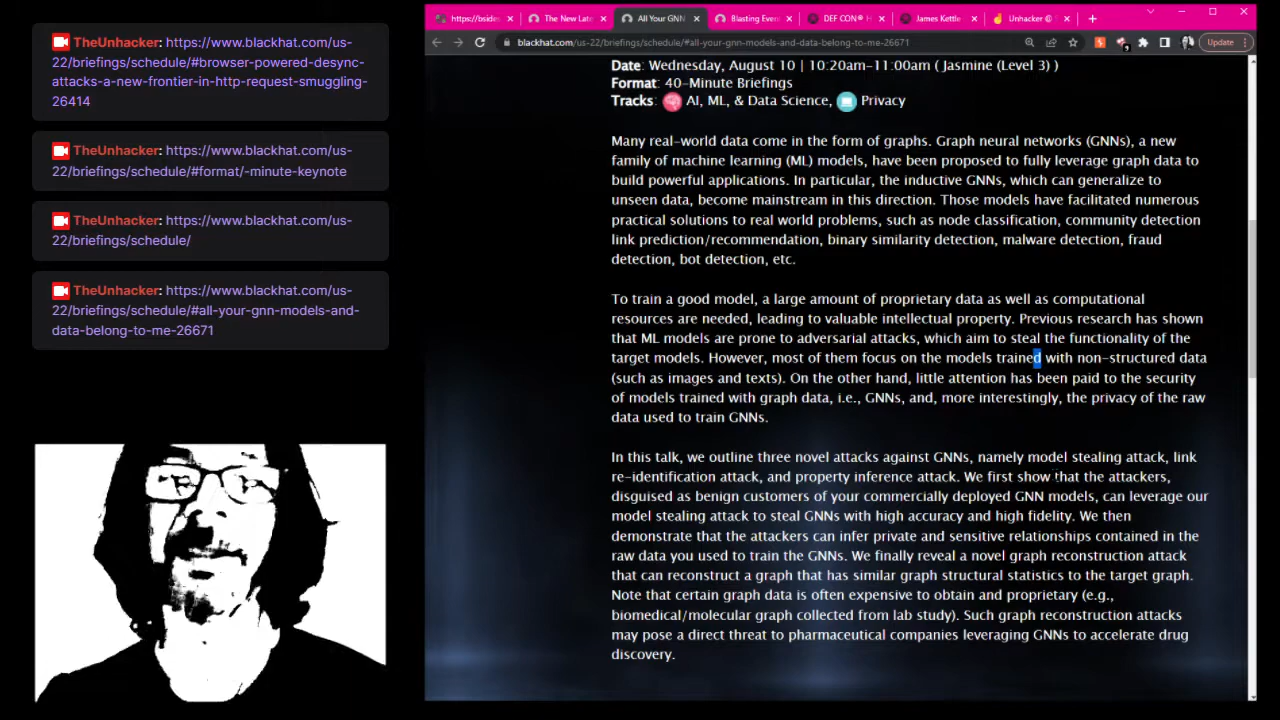 TheUnhacker: https://www.blackhat.com/us-
22/briefings/schedule/#browser-powered-desync-
attacks-a-new-frontier-in-http-request-smuggling-
26414
TheUnhacker: https://www.blackhat.com/us-
22/briefings/schedule/#format/-minute-keynote
TheUnhacker: https://www.blackhat.com/us-
22/briefings/schedule/
TheUnhacker: https://www.blackhat.com/us-
22/briefings/schedule/#all-your-gnn-models-and-
data-belong-to-me-26671
https://bsides
The New Late
All Your GNN
Blasting Even
DEF CON® H
James Kettle
Unhacker @
blackhat.com/us-22/briefings/schedule/#all-your-gnn-models-and-data-belong-to-me-26671
Update
Date: Wednesday, August 10 | 10:20am-11:00am ( Jasmine (Level 3) )
Format: 40-Minute Briefings
Tracks: AI, ML, & Data Science, Privacy
Many real-world data come in the form of graphs. Graph neural networks (GNNs), a new
family of machine learning (ML) models, have been proposed to fully leverage graph data to
build powerful applications. In particular, the inductive GNNs, which can generalize to
unseen data, become mainstream in this direction. Those models have facilitated numerous
practical solutions to real world problems, such as node classification, community detection
link prediction/recommendation, binary similarity detection, malware detection, fraud
detection, bot detection, etc.
To train a good model, a large amount of proprietary data as well as computational
resources are needed, leading to valuable intellectual property. Previous research has shown
that ML models are prone to adversarial attacks, which aim to steal the functionality of the
target models. However, most of them focus on the models trained with non-structured data
(such as images and texts). On the other hand, little attention has been paid to the security
of models trained with graph data, i.e., GNNs, and, more interestingly, the privacy of the raw
data used to train GNNs.
In this talk, we outline three novel attacks against GNNs, namely model stealing attack, link
re-identification attack, and property inference attack. We first show that the attackers,
disguised as benign customers of your commercially deployed GNN models, can leverage our
model stealing attack to steal GNNs with high accuracy and high fidelity. We then
demonstrate that the attackers can infer private and sensitive relationships contained in the
raw data you used to train the GNNs. We finally reveal a novel graph reconstruction attack
that can reconstruct a graph that has similar graph structural statistics to the target graph.
Note that certain graph data is often expensive to obtain and proprietary (e.g.,
biomedical/molecular graph collected from lab study). Such graph reconstruction attacks
may pose a direct threat to pharmaceutical companies leveraging GNNs to accelerate drug
discovery.